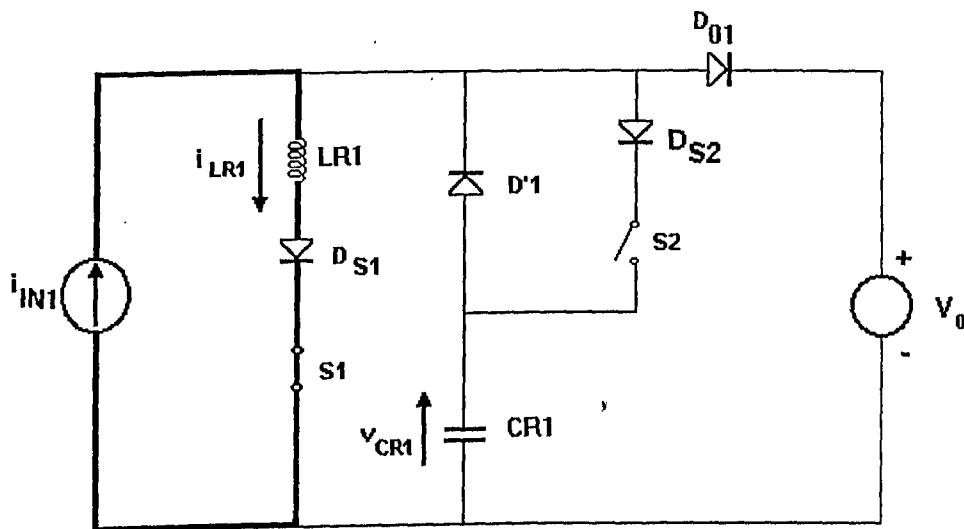 D01
iLR1
LR1
DS2
D'1
DS1
S2
iIN1
+
V0
-
S1
vCR1
CR1